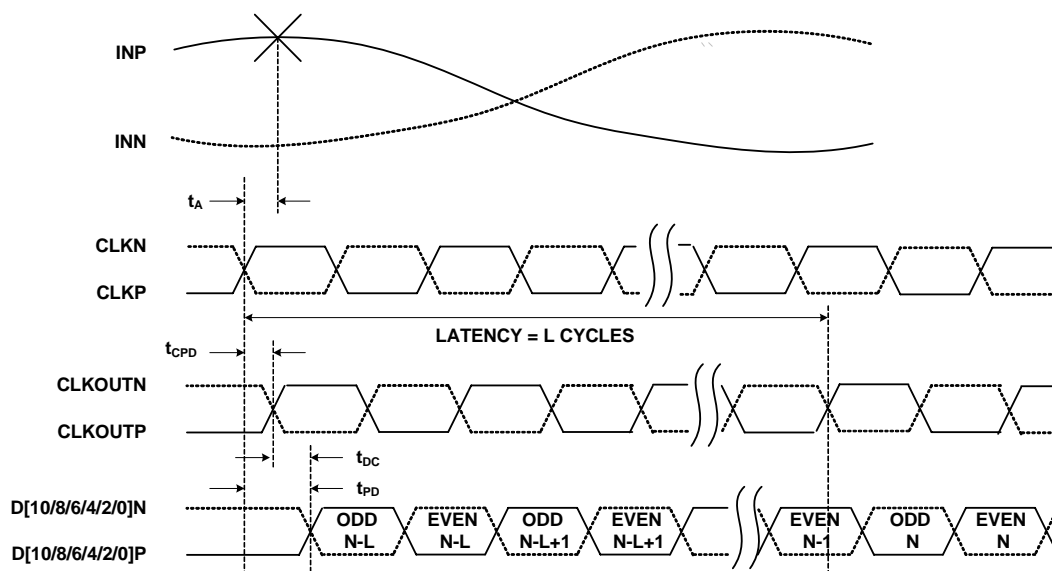 INP
INN
tA
CLKN
CLKP
LATENCY = L CYCLES
tCPD
CLKOUTN
CLKOUTP
tDC
tPD
D[10/8/6/4/2/0]N
D[10/8/6/4/2/0]P
ODD N-L
EVEN N-L
ODD N-L+1
EVEN N-L+1
EVEN N-1
ODD N
EVEN N